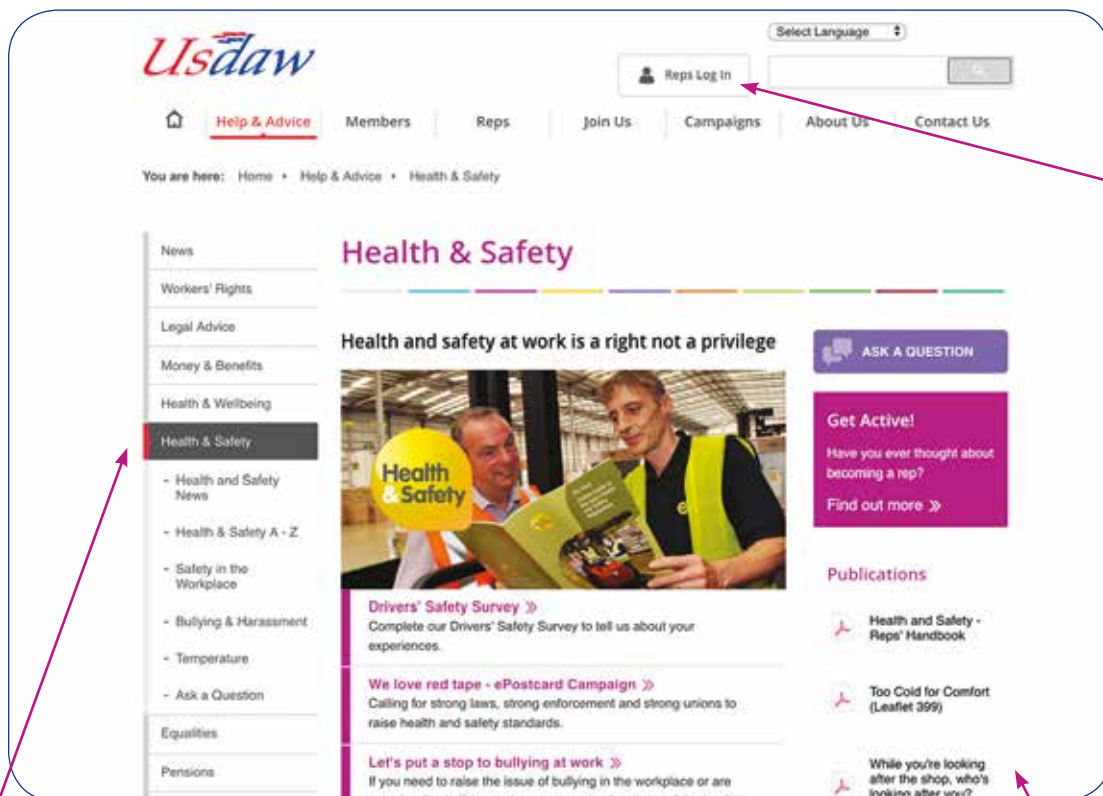 Usdaw
Select Language
Reps Log In
Help & Advice
Members
Reps
Join Us
Campaigns
About Us
Contact Us
You are here: Home • Help & Advice • Health & Safety
News
Workers' Rights
Legal Advice
Money & Benefits
Health & Wellbeing
Health & Safety
- Health and Safety
News
- Health & Safety A - Z
- Safety in the
Workplace
- Bullying & Harassment
- Temperature
- Ask a Question
Equalities
Pensions
Health & Safety
Health and safety at work is a right not a privilege
Health
& Safety
Drivers' Safety Survey »
Complete our Drivers' Safety Survey to tell us about your
experiences.
We love red tape - ePostcard Campaign »
Calling for strong laws, strong enforcement and strong unions to
raise health and safety standards.
Let's put a stop to bullying at work »
If you need to raise the issue of bullying in the workplace or are
ASK A QUESTION
Get Active!
Have you ever thought about
becoming a rep?
Find out more »
Publications
Health and Safety -
Reps' Handbook
Too Cold for Comfort
(Leaflet 399)
While you're looking
after the shop, who's
looking after you?